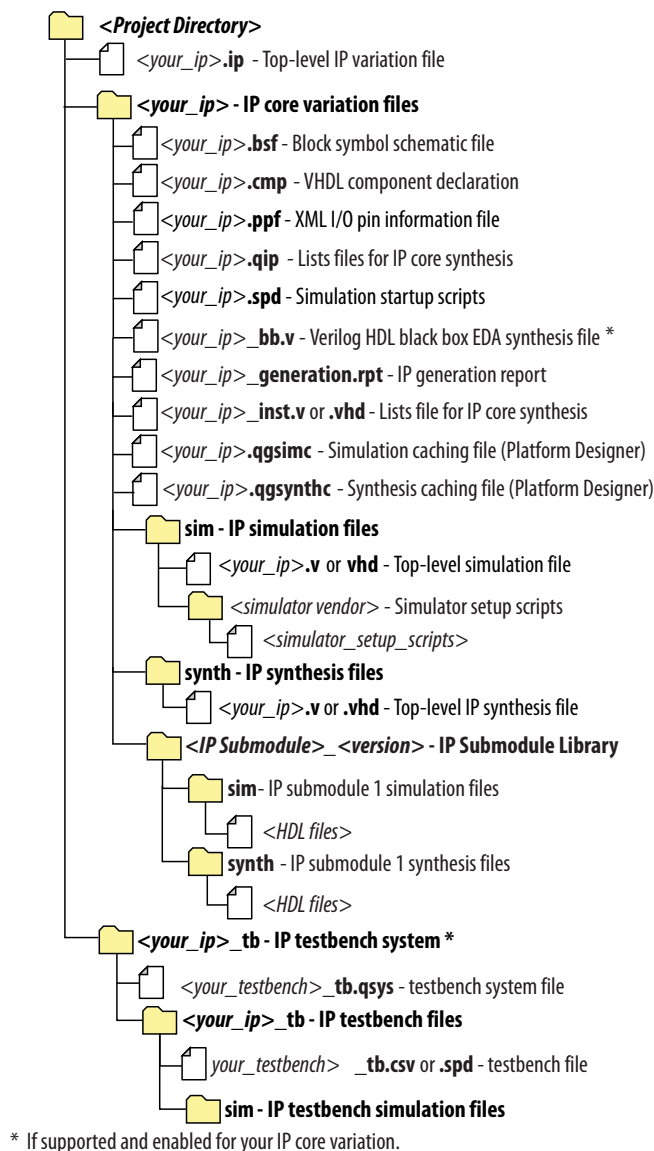 <Project Directory>
<your_ip>.ip - Top-level IP variation file
<your_ip> - IP core variation files
<your_ip>.bsf - Block symbol schematic file
<your_ip>.cmp - VHDL component declaration
<your_ip>.ppf - XML I/O pin information file
<your_ip>.qip - Lists files for IP core synthesis
<your_ip>.spd - Simulation startup scripts
<your_ip>_bb.v - Verilog HDL black box EDA synthesis file *
<your_ip>_generation.rpt - IP generation report
<your_ip>_inst.v or .vhd - Lists file for IP core synthesis
<your_ip>.qgsimc - Simulation caching file (Platform Designer)
<your_ip>.qgsynthc - Synthesis caching file (Platform Designer)
sim - IP simulation files
<your_ip>.v or vhd - Top-level simulation file
<simulator vendor> - Simulator setup scripts
<simulator_setup_scripts>
synth - IP synthesis files
<your_ip>.v or .vhd - Top-level IP synthesis file
<IP Submodule>_<version> - IP Submodule Library
sim- IP submodule 1 simulation files
<HDL files>
synth - IP submodule 1 synthesis files
<HDL files>
<your_ip>_tb - IP testbench system *
<your_testbench>_tb.qsys - testbench system file
<your_ip>_tb - IP testbench files
your_testbench> _tb.csv or .spd - testbench file
sim - IP testbench simulation files
* If supported and enabled for your IP core variation.